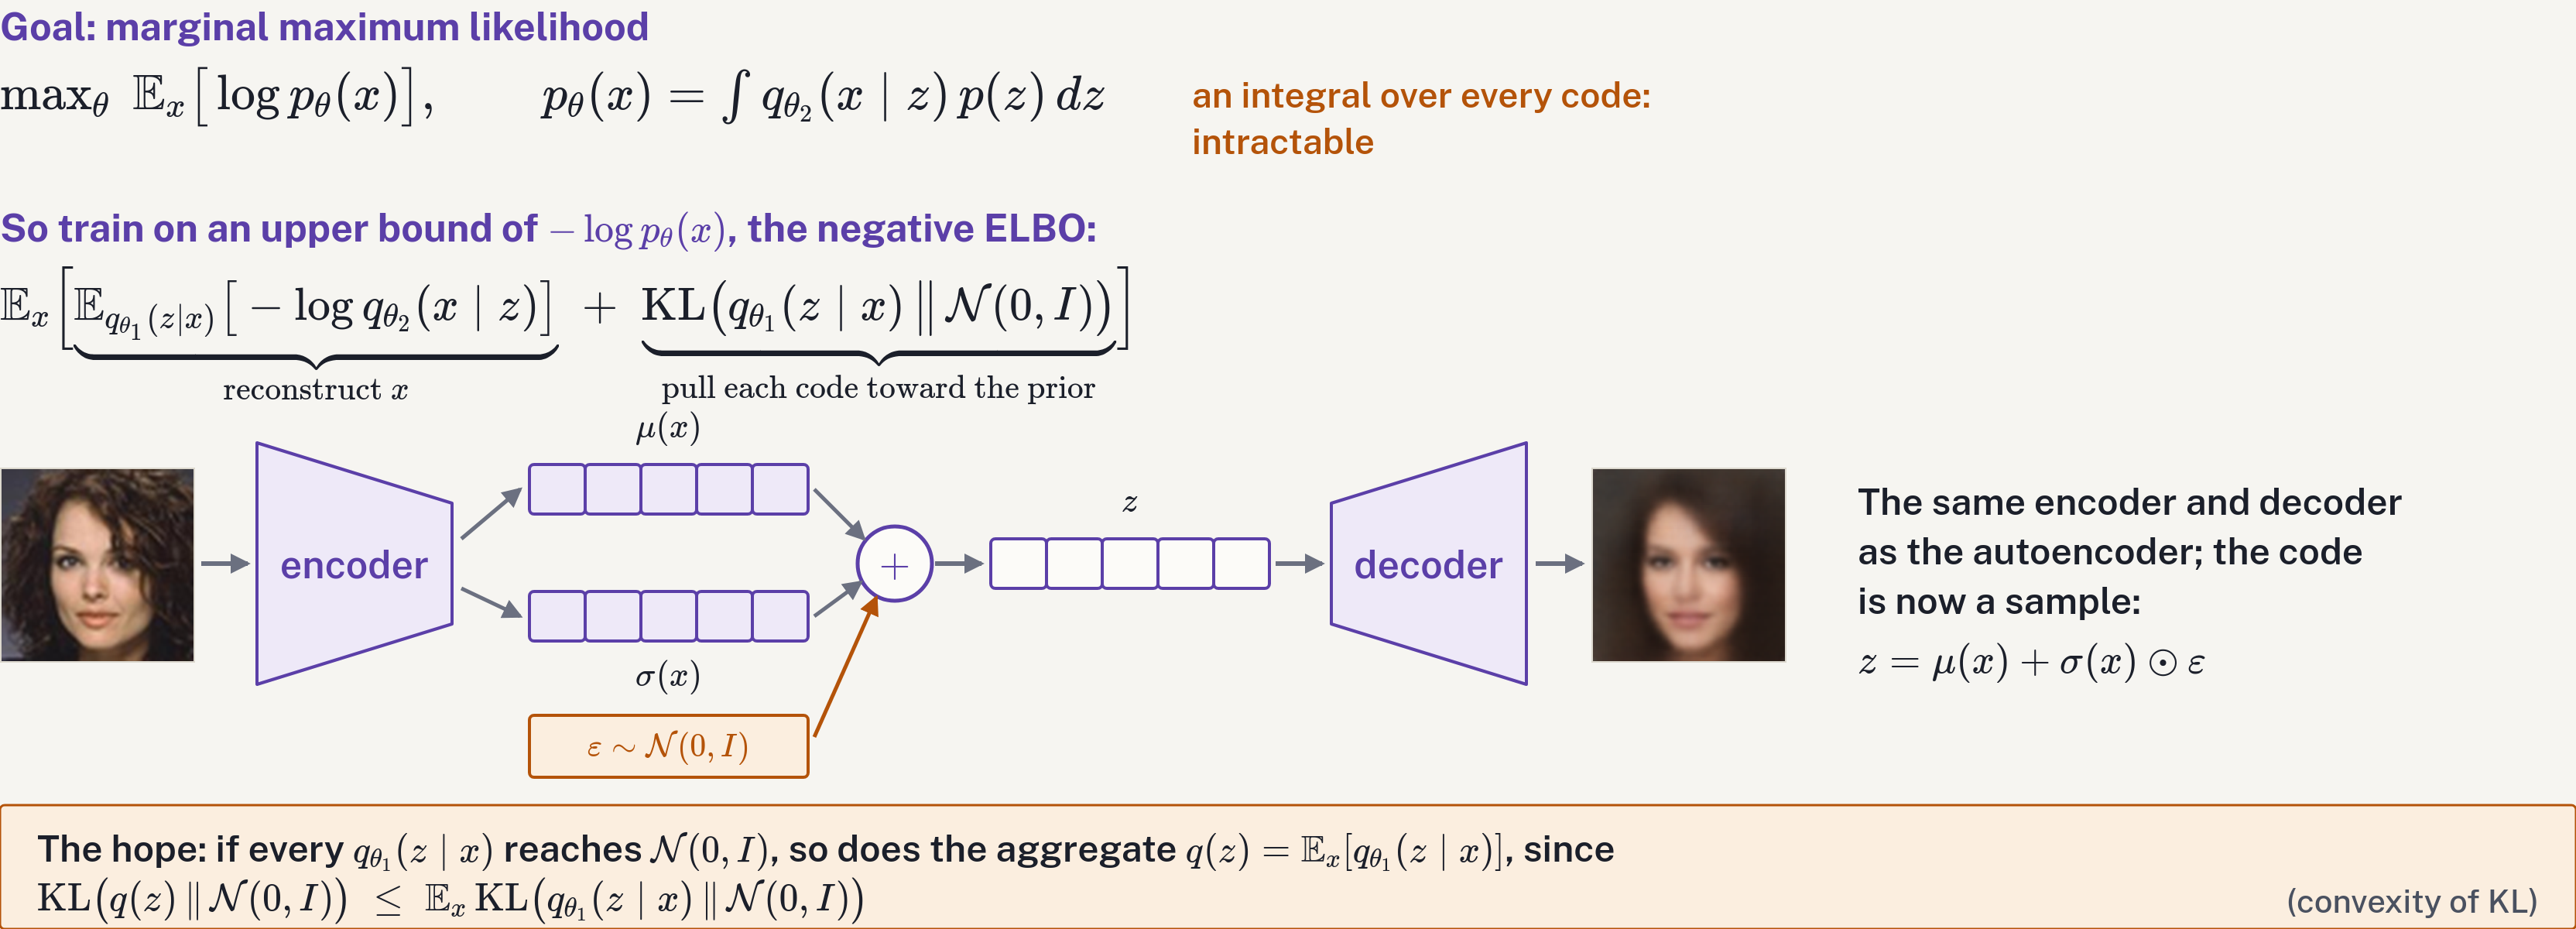 Goal: marginal maximum likelihood
max_θ 𝔼_x[log p_θ(x)], p_θ(x) = ∫ q_θ₂(x | z) p(z) dz
an integral over every code:
intractable
So train on an upper bound of − log p_θ(x), the negative ELBO:
𝔼_x[𝔼_{q_θ₁(z|x)}[− log q_θ₂(x | z)] + KL(q_θ₁(z | x) ‖ 𝒩(0, I))]
reconstruct x
pull each code toward the prior
μ(x)
encoder
σ(x)
ε ∼ 𝒩(0, I)
+
z
decoder
The same encoder and decoder
as the autoencoder; the code
is now a sample:
z = μ(x) + σ(x) ⊙ ε
The hope: if every q_θ₁(z | x) reaches 𝒩(0, I), so does the aggregate q(z) = 𝔼_x[q_θ₁(z | x)], since
KL(q(z) ‖ 𝒩(0, I)) ≤ 𝔼_x KL(q_θ₁(z | x) ‖ 𝒩(0, I))
(convexity of KL)